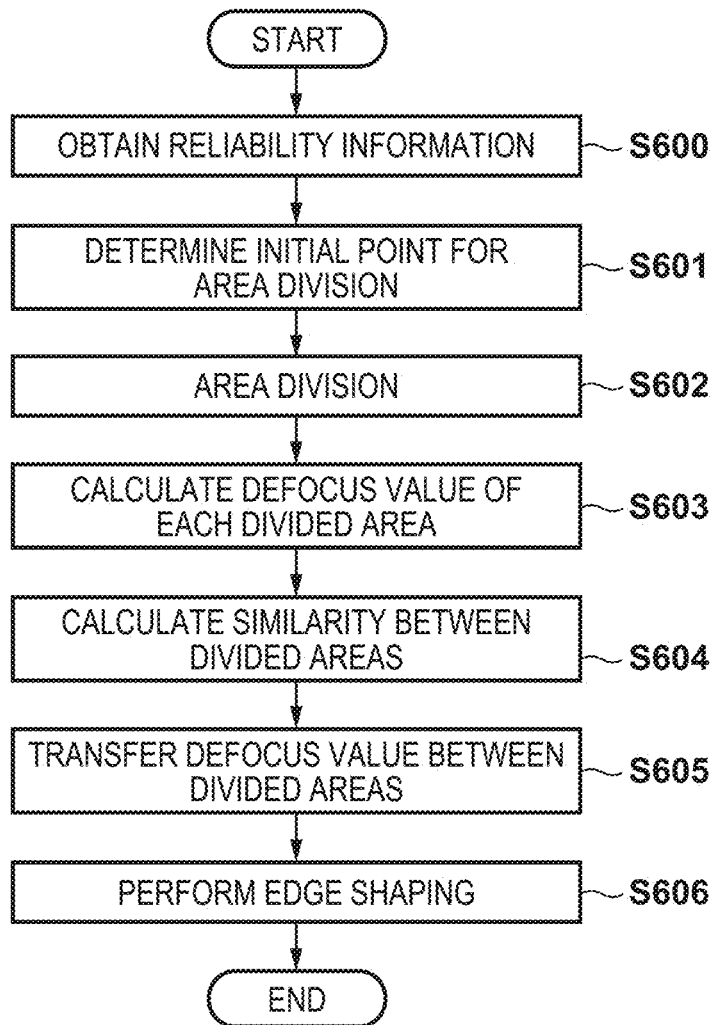 START
OBTAIN RELIABILITY INFORMATION
S600
DETERMINE INITIAL POINT FOR
AREA DIVISION
S601
AREA DIVISION
S602
CALCULATE DEFOCUS VALUE OF
EACH DIVIDED AREA
S603
CALCULATE SIMILARITY BETWEEN
DIVIDED AREAS
S604
TRANSFER DEFOCUS VALUE BETWEEN
DIVIDED AREAS
S605
PERFORM EDGE SHAPING
S606
END